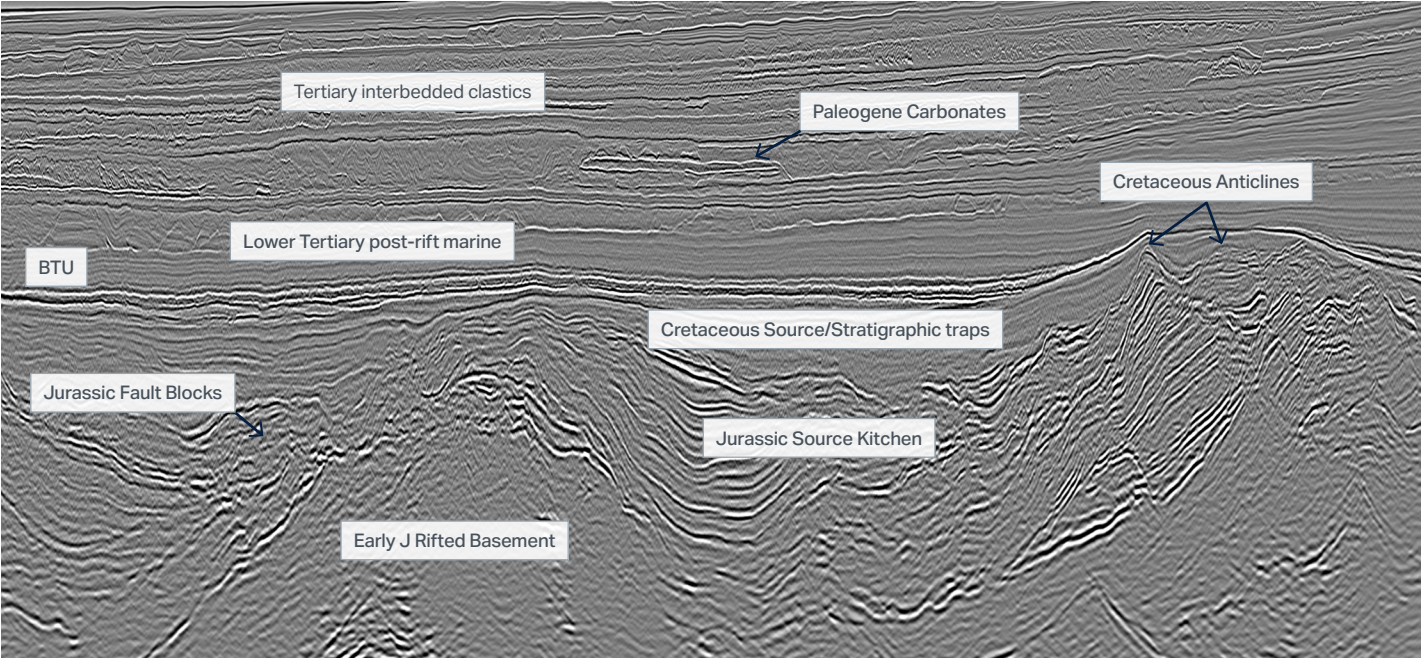 Tertiary interbedded clastics
Paleogene Carbonates
Cretaceous Anticlines
Lower Tertiary post-rift marine
BTU
Cretaceous Source/Stratigraphic traps
Jurassic Fault Blocks
Jurassic Source Kitchen
Early J Rifted Basement